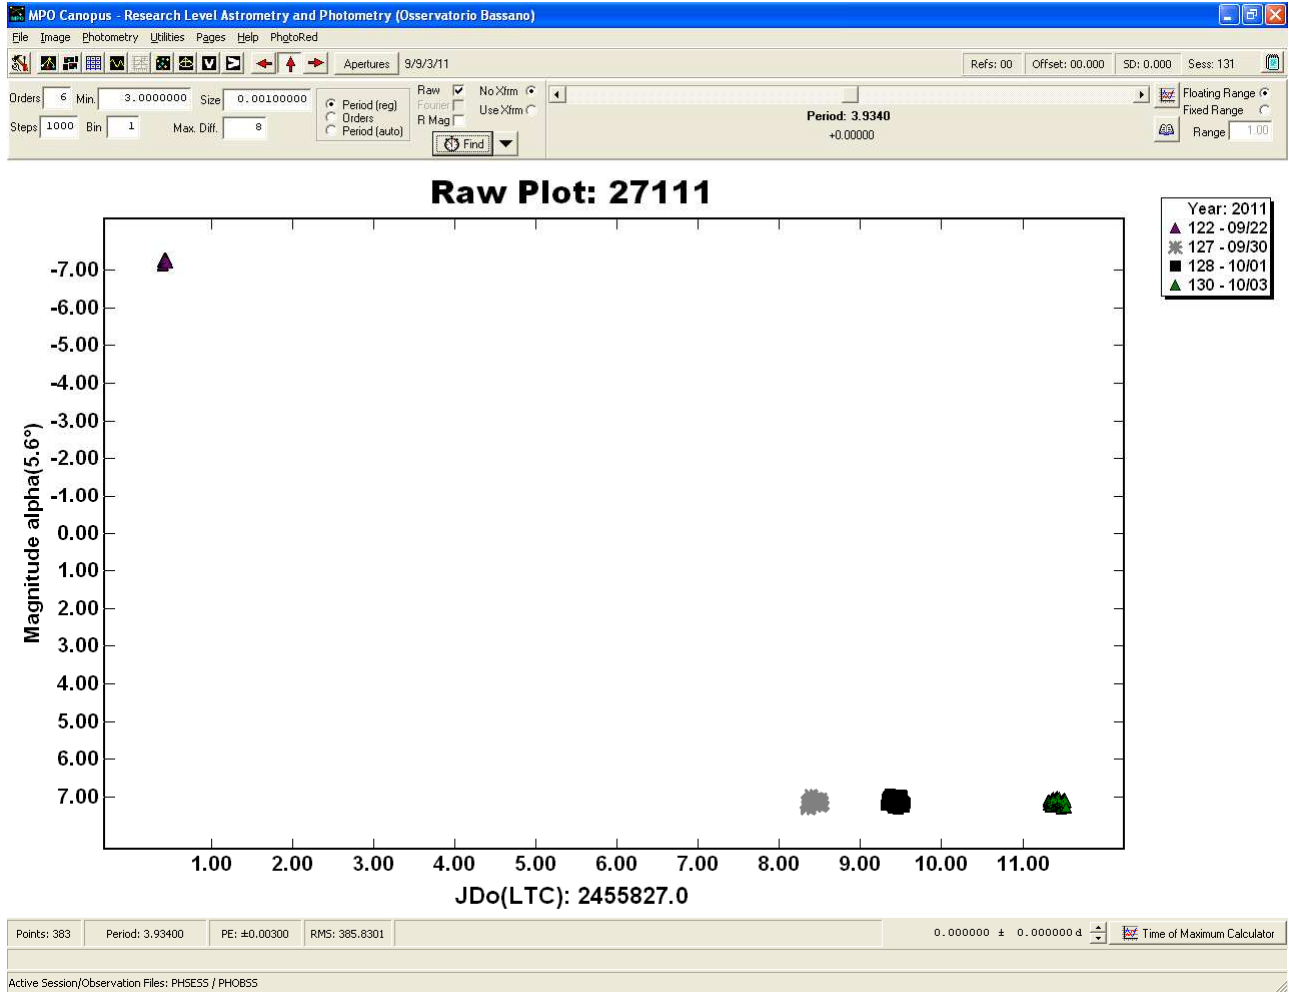 MPO Canopus - Research Level Astrometry and Photometry (Osservatorio Bassano)
File Image Photometry Utilities Pages Help PhotoRed
Apertures 9/9/3/11 Refs: 00 Offset: 00.000 SD: 0.000 Sess: 131
Orders 6 Min. 3.0000000 Size 0.00100000
Steps 1000 Bin 1 Max. Diff. 8
Period (reg)
Orders
Period (auto)
Raw No Xfrm
Fourier Use Xfrm
R Mag
Find
Period: 3.9340
+0.00000
Floating Range
Fixed Range
Range 1.00
Raw Plot: 27111
Year: 2011
122 - 09/22
127 - 09/30
128 - 10/01
130 - 10/03
Magnitude alpha(5.6°)
-7.00
-6.00
-5.00
-4.00
-3.00
-2.00
-1.00
0.00
1.00
2.00
3.00
4.00
5.00
6.00
7.00
1.00 2.00 3.00 4.00 5.00 6.00 7.00 8.00 9.00 10.00 11.00
JDo(LTC): 2455827.0
Points: 383 Period: 3.93400 PE: ±0.00300 RMS: 385.8301 0.000000 ± 0.000000 d Time of Maximum Calculator
Active Session/Observation Files: PHSESS / PHOBSS